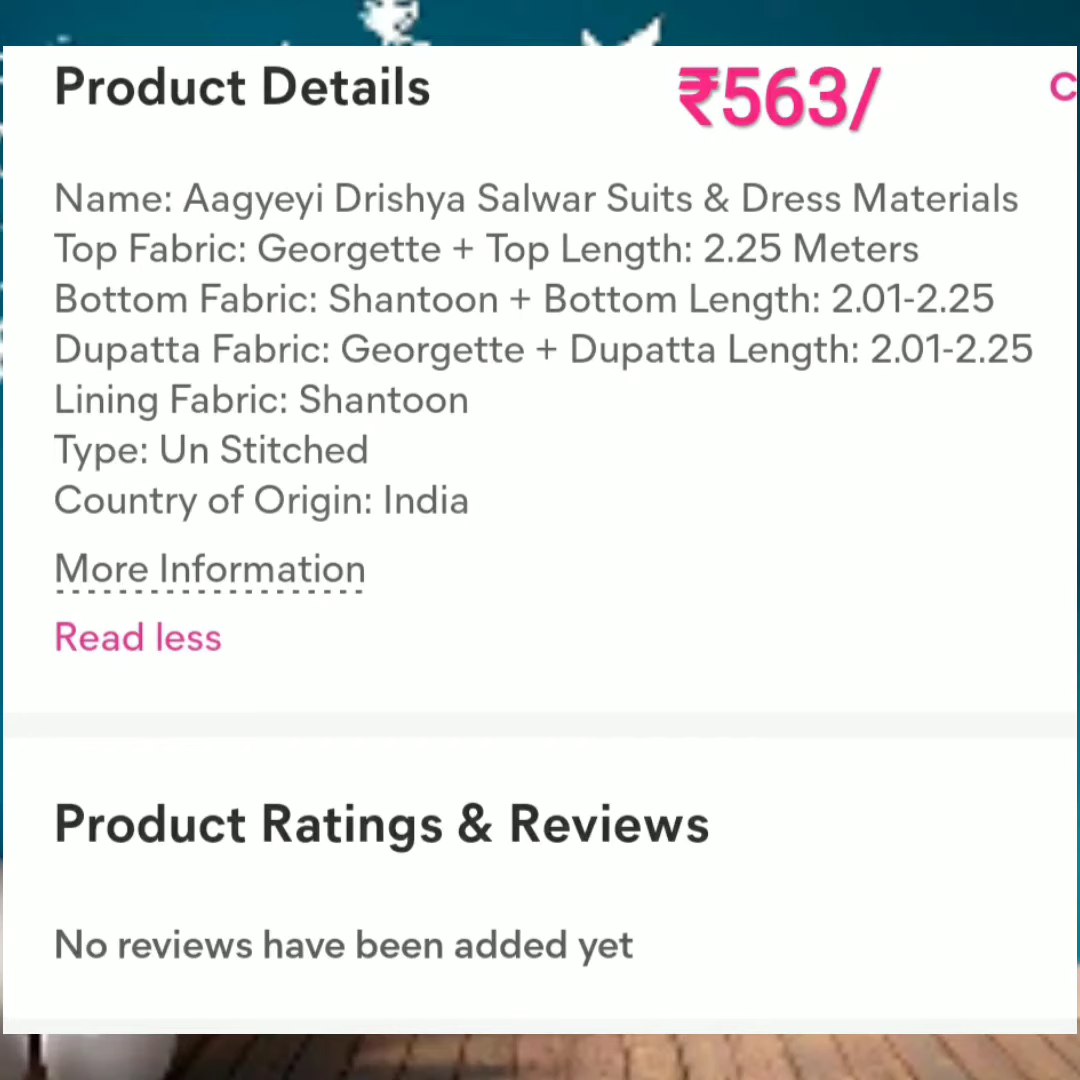 Product Details
₹563/
C
Name: Aagyeyi Drishya Salwar Suits & Dress Materials
Top Fabric: Georgette + Top Length: 2.25 Meters
Bottom Fabric: Shantoon + Bottom Length: 2.01-2.25
Dupatta Fabric: Georgette + Dupatta Length: 2.01-2.25
Lining Fabric: Shantoon
Type: Un Stitched
Country of Origin: India
More Information
Read less
Product Ratings & Reviews
No reviews have been added yet